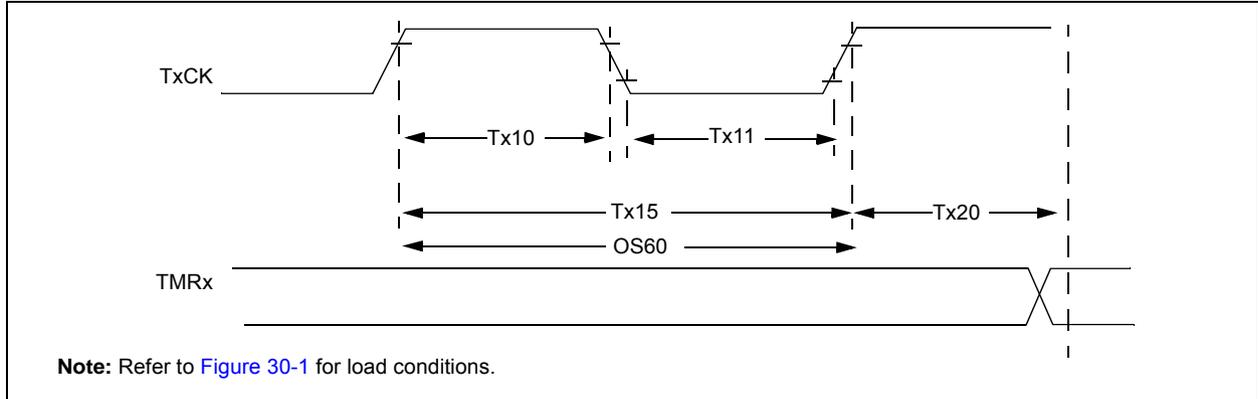 TxCK
Tx10
Tx11
Tx15
Tx20
OS60
TMRx
Note: Refer to Figure 30-1 for load conditions.